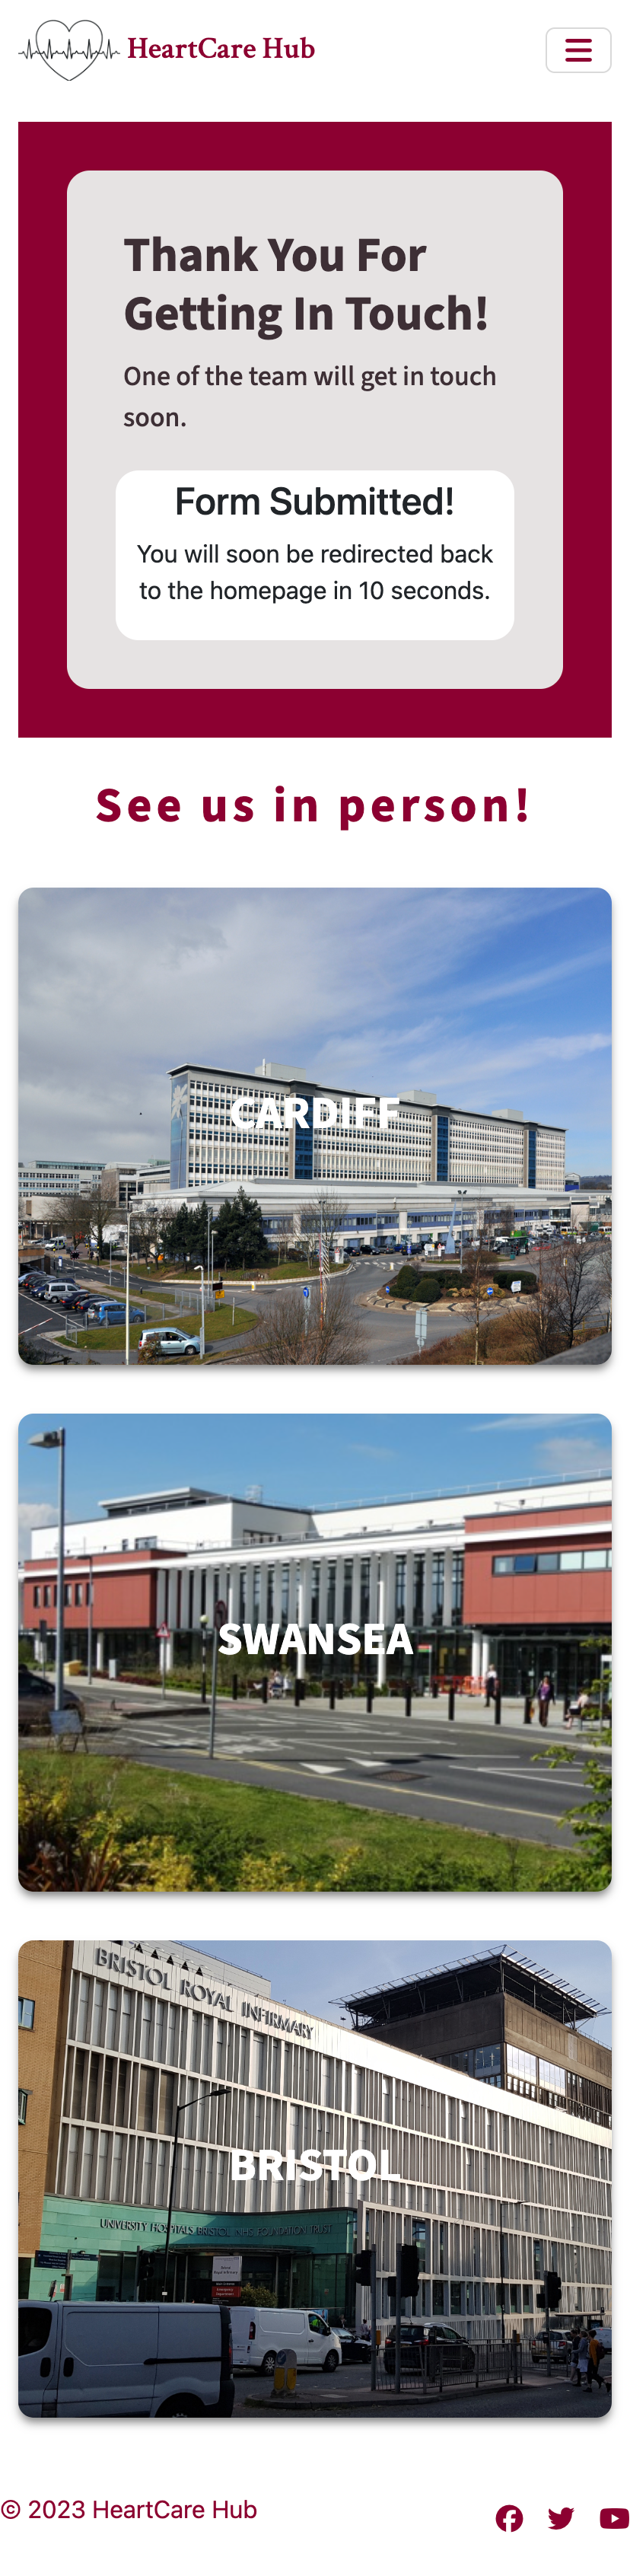 HeartCare Hub
Thank You For
Getting In Touch!
One of the team will get in touch
soon.
Form Submitted!
You will soon be redirected back
to the homepage in 10 seconds.
See us in person!
CARDIFF
SWANSEA
BRISTOL ROYAL INFIRMARY
BRISTOL
UNIVERSITY HOSPITALS BRISTOL NHS FOUNDATION TRUST
© 2023 HeartCare Hub